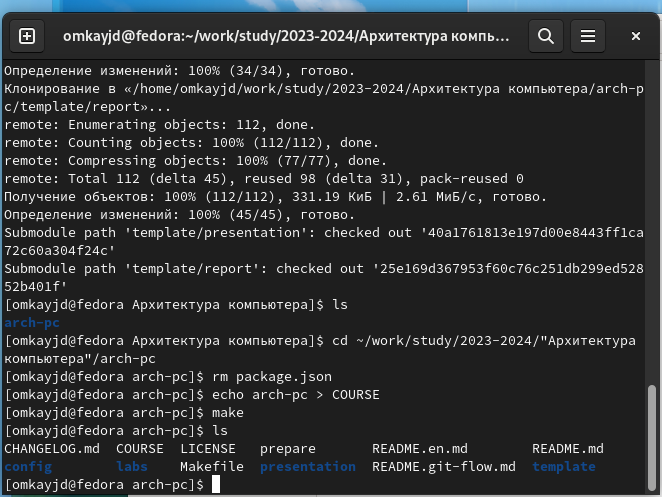 omkayjd@fedora:~/work/study/2023-2024/Архитектура компь...
Определение изменений: 100% (34/34), готово.
Клонирование в «/home/omkayjd/work/study/2023-2024/Архитектура компьютера/arch-p
c/template/report»...
remote: Enumerating objects: 112, done.
remote: Counting objects: 100% (112/112), done.
remote: Compressing objects: 100% (77/77), done.
remote: Total 112 (delta 45), reused 98 (delta 31), pack-reused 0
Получение объектов: 100% (112/112), 331.19 КиБ | 2.61 МиБ/с, готово.
Определение изменений: 100% (45/45), готово.
Submodule path 'template/presentation': checked out '40a1761813e197d00e8443ff1ca
72c60a304f24c'
Submodule path 'template/report': checked out '25e169d367953f60c76c251db299ed528
52b401f'
[omkayjd@fedora Архитектура компьютера]$ ls
arch-pc
[omkayjd@fedora Архитектура компьютера]$ cd ~/work/study/2023-2024/"Архитектура
компьютера"/arch-pc
[omkayjd@fedora arch-pc]$ rm package.json
[omkayjd@fedora arch-pc]$ echo arch-pc > COURSE
[omkayjd@fedora arch-pc]$ make
[omkayjd@fedora arch-pc]$ ls
CHANGELOG.md  COURSE  LICENSE   prepare       README.en.md        README.md
config        labs    Makefile  presentation  README.git-flow.md  template
[omkayjd@fedora arch-pc]$